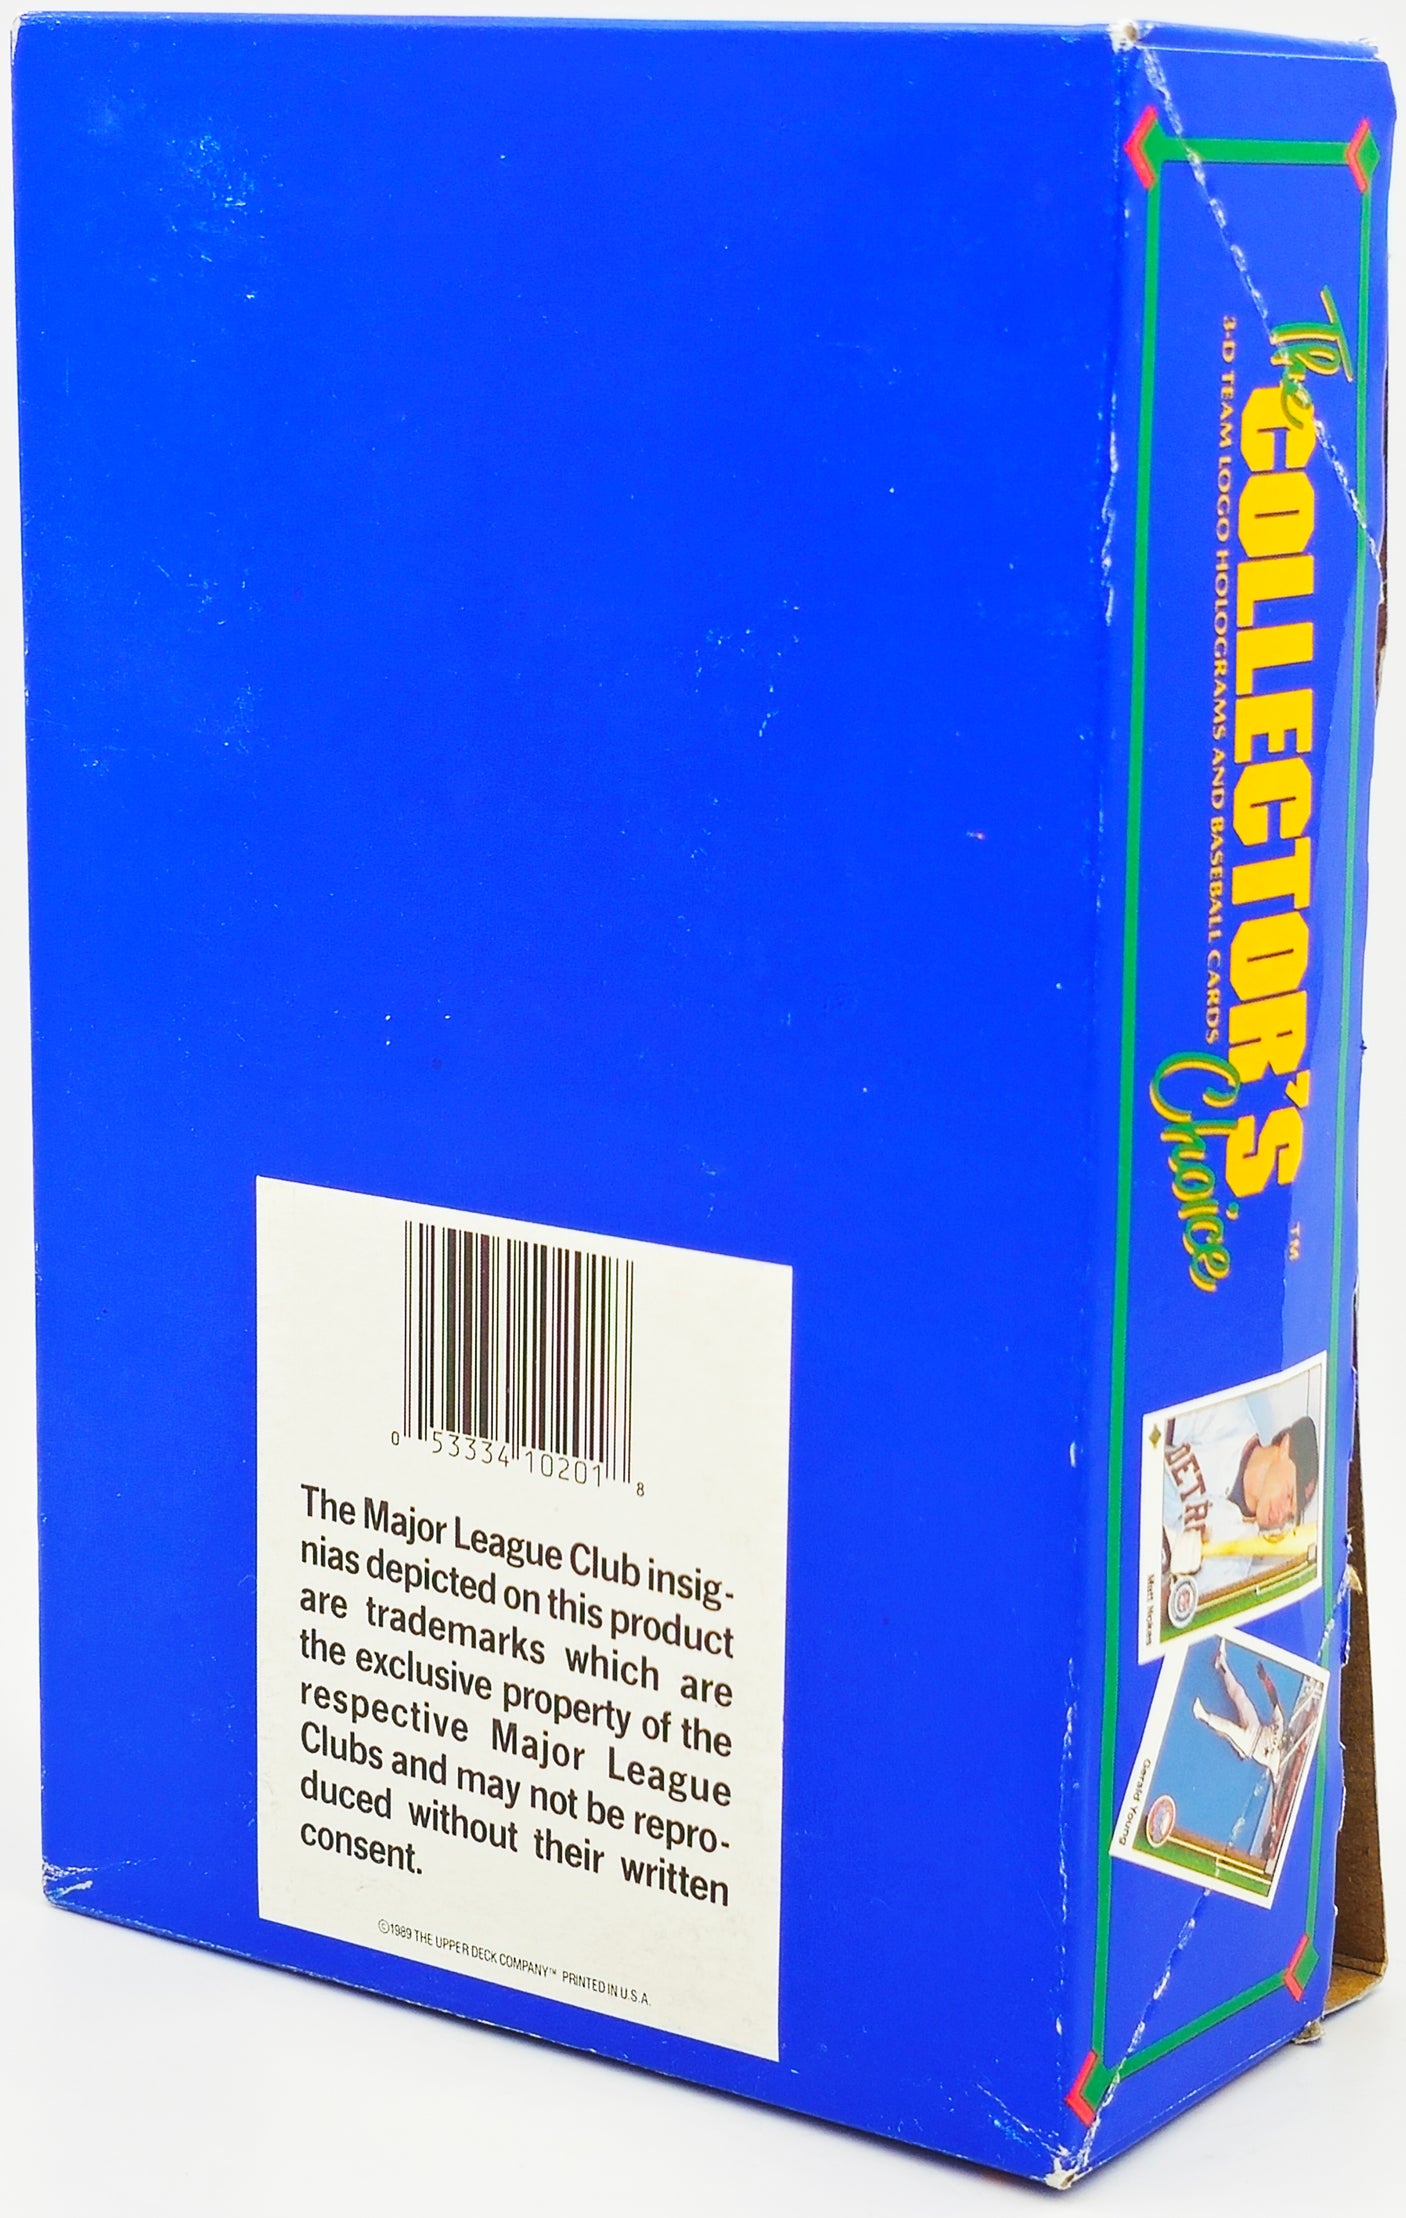 0 53334 10201 8
The Major League Club insig-
nias depicted on this product
are trademarks which are
the exclusive property of the
respective Major League
Clubs and may not be repro-
duced without their written
consent.
©1989 THE UPPER DECK COMPANY™ PRINTED IN U.S.A.
The
COLLECTOR'S
Choice ™
3-D TEAM LOGO HOLOGRAMS AND BASEBALL CARDS
DETR
Matt Nokes
Gerald Young